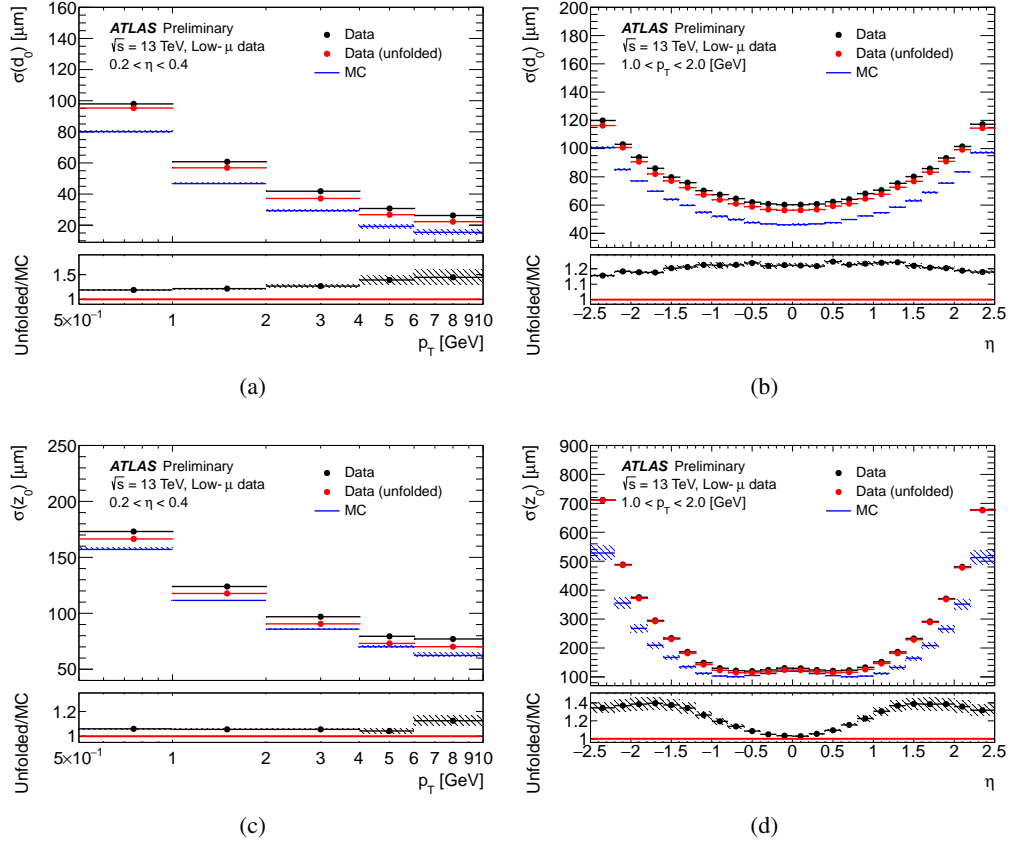 σ(d₀) [μm]
160
140
120
100
80
60
40
20
ATLAS Preliminary
√s = 13 TeV, Low- μ data
0.2 < η < 0.4
Data
Data (unfolded)
MC
Unfolded/MC
1.5
1
5×10⁻¹ 1 2 3 4 5 6 7 8 910
p_T [GeV]
(a)
σ(d₀) [μm]
200
180
160
140
120
100
80
60
40
ATLAS Preliminary
√s = 13 TeV, Low- μ data
1.0 < p_T < 2.0 [GeV]
Data
Data (unfolded)
MC
Unfolded/MC
1.2
1.1
1
−2.5 −2 −1.5 −1 −0.5 0 0.5 1 1.5 2 2.5
η
(b)
σ(z₀) [μm]
250
200
150
100
50
ATLAS Preliminary
√s = 13 TeV, Low- μ data
0.2 < η < 0.4
Data
Data (unfolded)
MC
Unfolded/MC
1.2
1
5×10⁻¹ 1 2 3 4 5 6 7 8 910
p_T [GeV]
(c)
σ(z₀) [μm]
900
800
700
600
500
400
300
200
100
ATLAS Preliminary
√s = 13 TeV, Low- μ data
1.0 < p_T < 2.0 [GeV]
Data
Data (unfolded)
MC
Unfolded/MC
1.4
1.2
1
−2.5 −2 −1.5 −1 −0.5 0 0.5 1 1.5 2 2.5
η
(d)